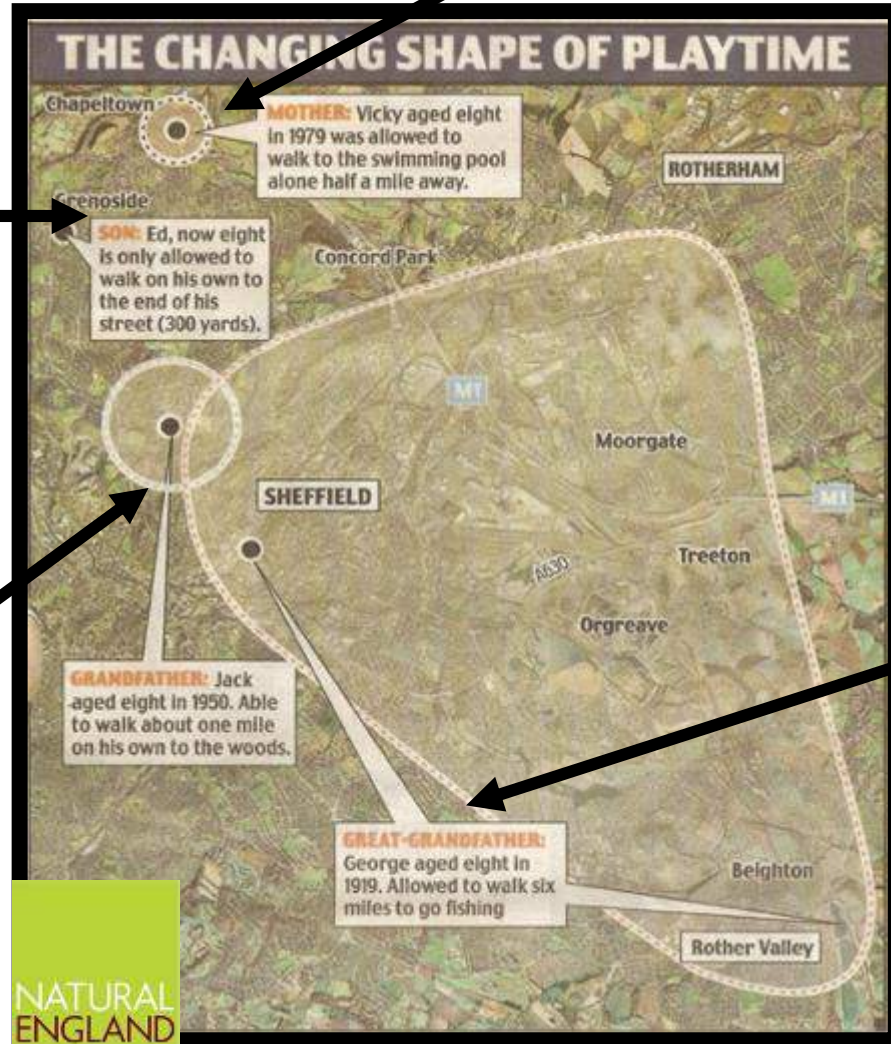 THE CHANGING SHAPE OF PLAYTIME
Chapeltown
MOTHER: Vicky aged eight
in 1979 was allowed to
walk to the swimming pool
alone half a mile away.
ROTHERHAM
Grenoside
SON: Ed, now eight
is only allowed to
walk on his own to
the end of his
street (300 yards).
Concord Park
M1
Moorgate
SHEFFIELD
M1
Treeton
A630
Orgreave
GRANDFATHER: Jack
aged eight in 1950. Able
to walk about one mile
on his own to the woods.
GREAT-GRANDFATHER:
George aged eight in
1919. Allowed to walk six
miles to go fishing
Beighton
Rother Valley
NATURAL
ENGLAND